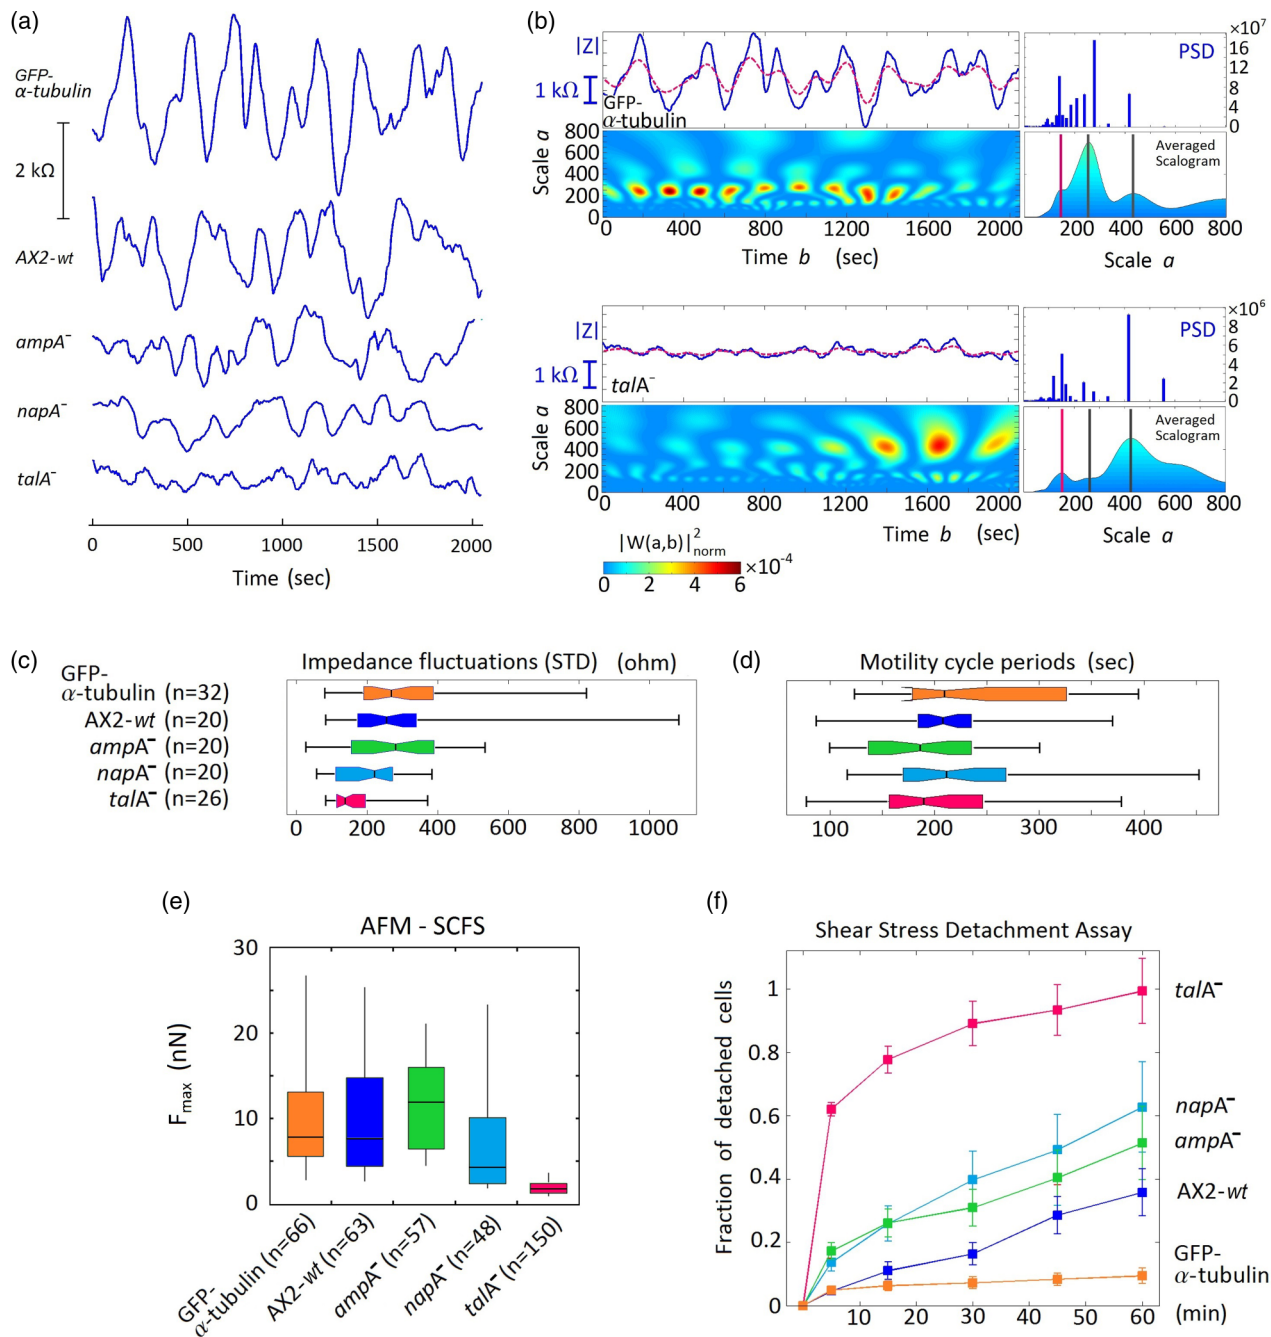 (a)
GFP-
α-tubulin
2 kΩ
AX2-wt
ampA⁻
napA⁻
talA⁻
0 500 1000 1500 2000
Time (sec)
(b)
|Z|
1 kΩ
GFP-
α-tubulin
PSD
×10⁷
16
12
8
4
0
Scale a
800
600
400
200
0
0 400 800 1200 1600 2000
Time b (sec)
Averaged
Scalogram
200 400 600 800
Scale a
|Z|
1 kΩ
talA⁻
PSD
×10⁶
8
6
4
2
0
Scale a
800
600
400
200
0
0 400 800 1200 1600 2000
Time b (sec)
Averaged
Scalogram
200 400 600 800
Scale a
|W(a,b)|²norm
×10⁻⁴
0 2 4 6
(c)
Impedance fluctuations (STD) (ohm)
GFP-
α-tubulin (n=32)
AX2-wt (n=20)
ampA⁻ (n=20)
napA⁻ (n=20)
talA⁻ (n=26)
0 200 400 600 800 1000
(d)
Motility cycle periods (sec)
100 200 300 400
(e)
AFM - SCFS
Fmax (nN)
30
20
10
0
GFP-
α-tubulin (n=66)
AX2-wt (n=63)
ampA⁻ (n=57)
napA⁻ (n=48)
talA⁻ (n=150)
(f)
Shear Stress Detachment Assay
Fraction of detached cells
1
0.8
0.6
0.4
0.2
0
talA⁻
napA⁻
ampA⁻
AX2-wt
GFP-
α-tubulin
10 20 30 40 50 60 (min)